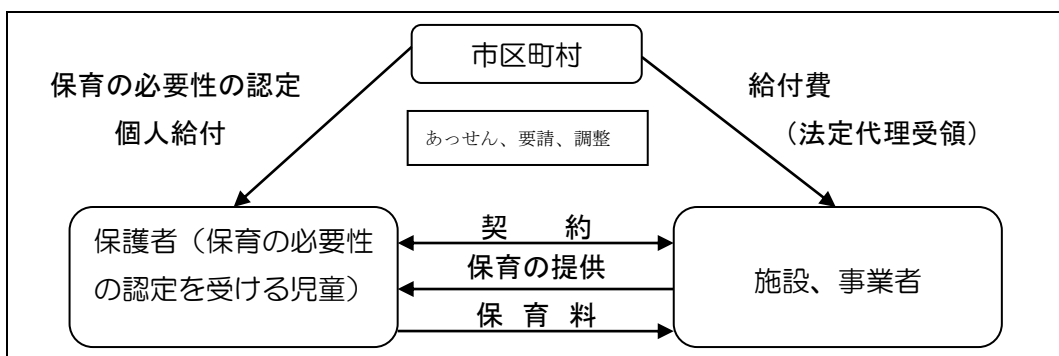 市区町村
保育の必要性の認定
個人給付
給付費
（法定代理受領）
あっせん、要請、調整
保護者（保育の必要性
の認定を受ける児童）
契　　約
保育の提供
保　育　料
施設、事業者